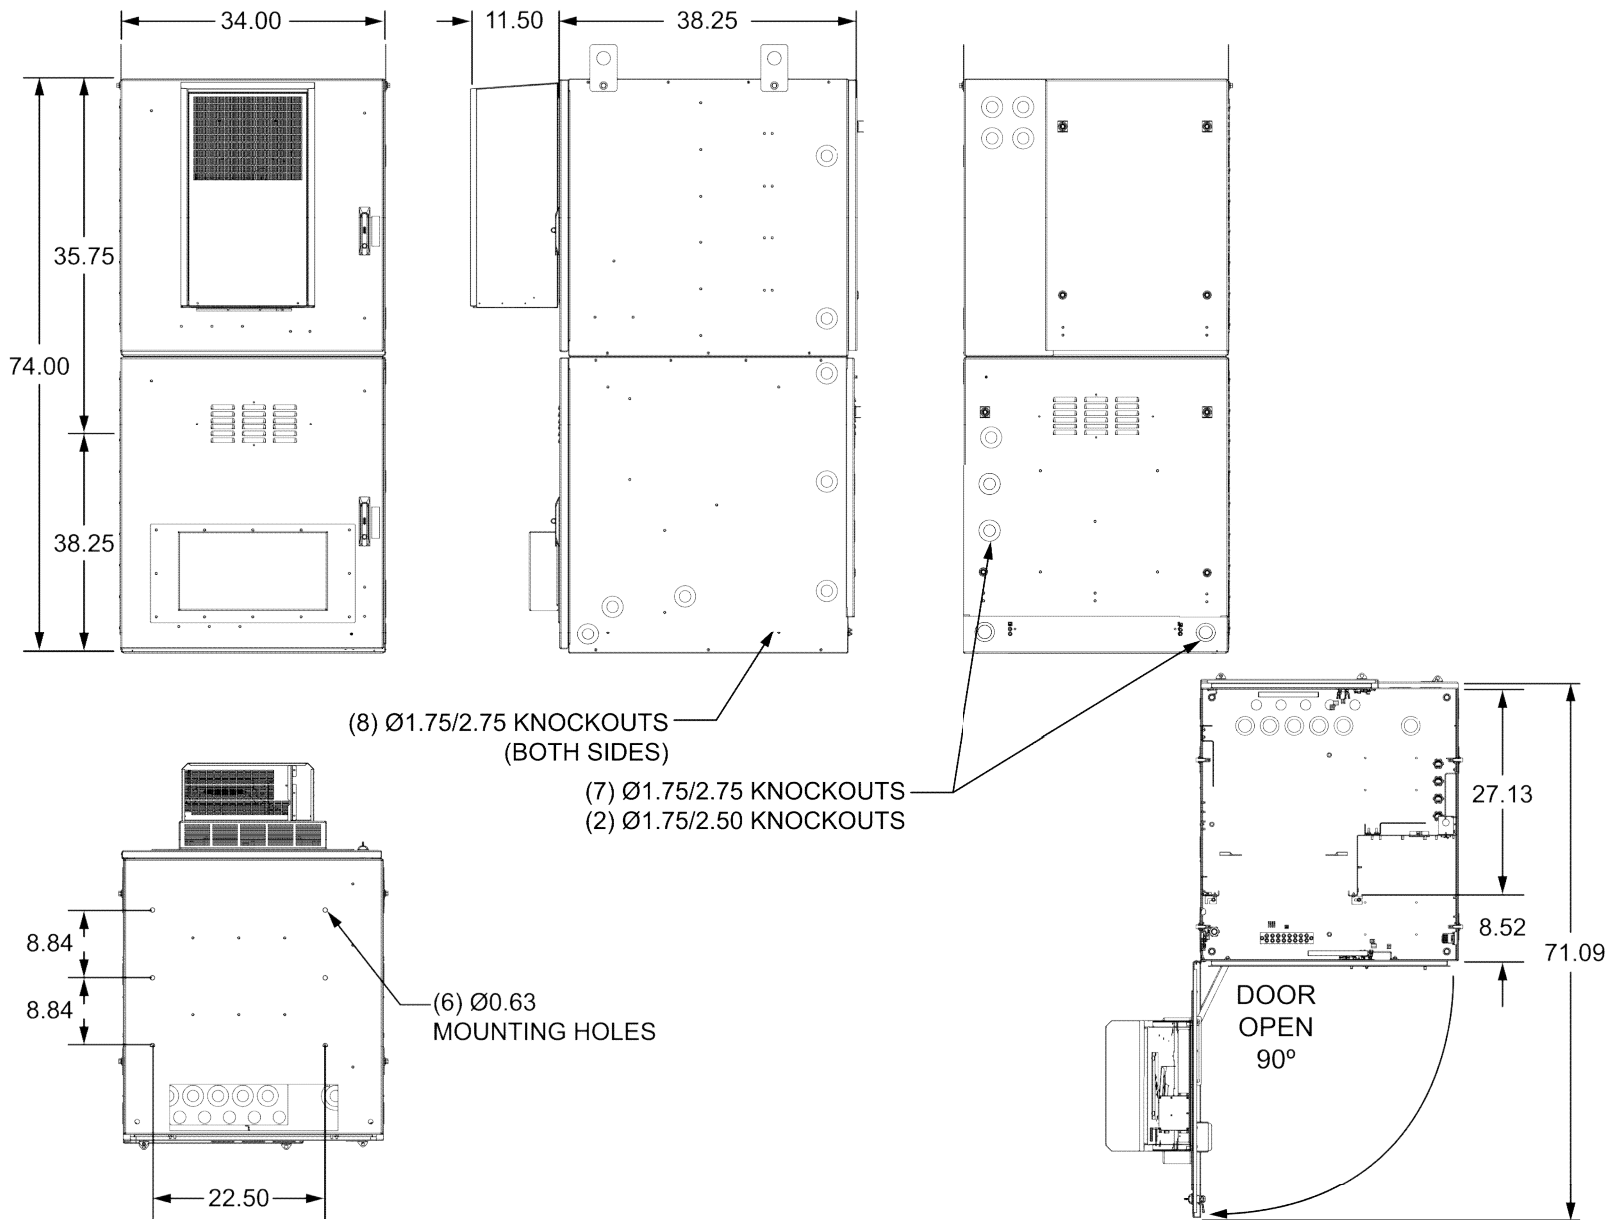 34.00
11.50
38.25
35.75
74.00
38.25
(8) Ø1.75/2.75 KNOCKOUTS
(BOTH SIDES)
(7) Ø1.75/2.75 KNOCKOUTS
(2) Ø1.75/2.50 KNOCKOUTS
27.13
8.52
71.09
DOOR
OPEN
90º
8.84
8.84
(6) Ø0.63
MOUNTING HOLES
22.50